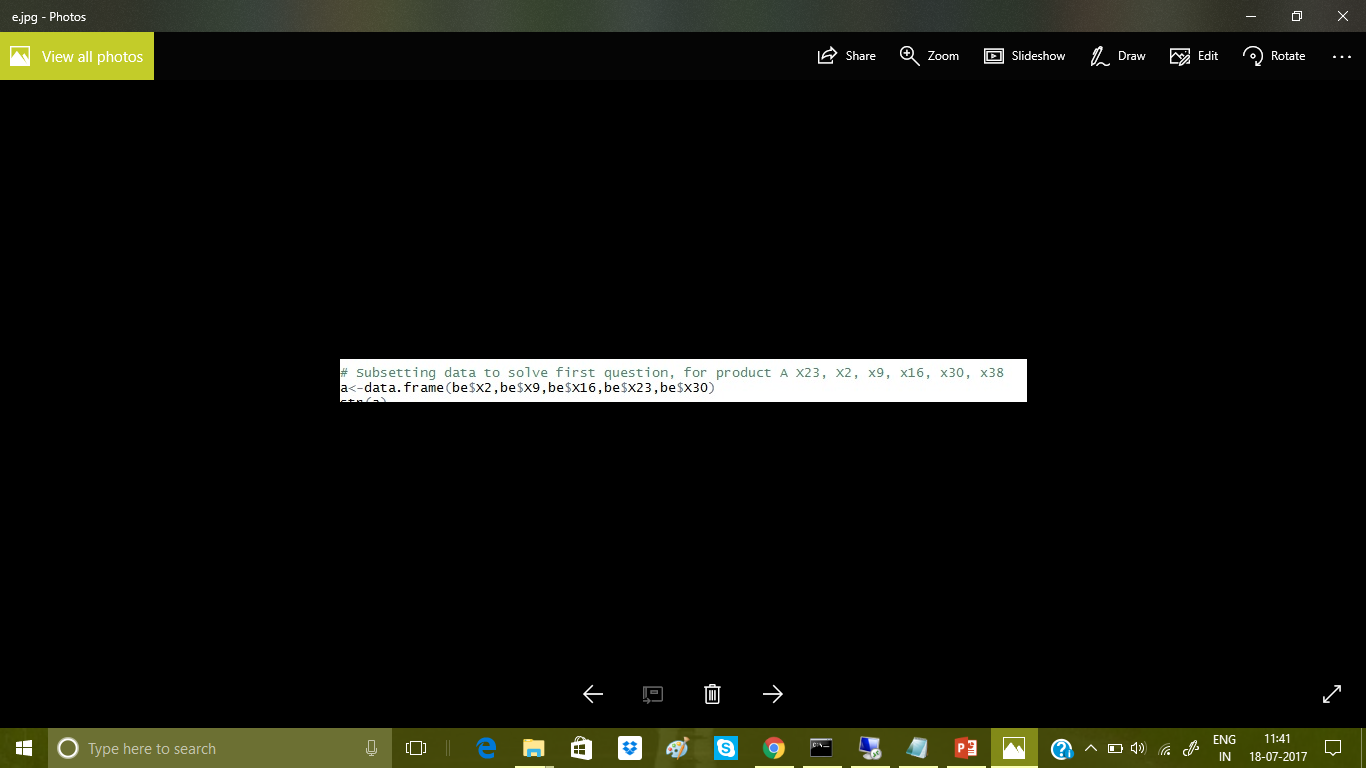 e.jpg - Photos
View all photos
Share
Zoom
Slideshow
Draw
Edit
Rotate
# Subsetting data to solve first question, for product A X23, X2, x9, x16, x30, x38
a<-data.frame(be$X2,be$X9,be$X16,be$X23,be$X30)
str(a)
Type here to search
ENG
IN
11:41
18-07-2017